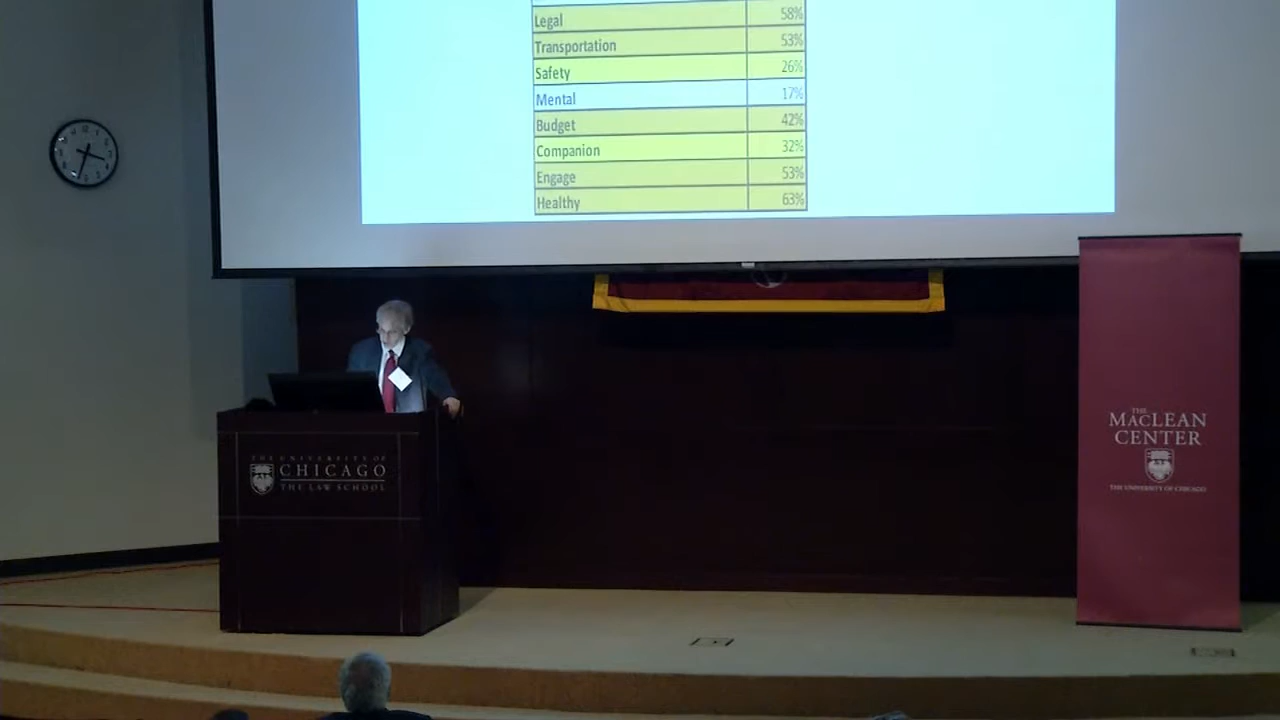 Legal 58%
Transportation 53%
Safety 26%
Mental 17%
Budget 42%
Companion 32%
Engage 53%
Healthy 63%
THE UNIVERSITY OF
CHICAGO
THE LAW SCHOOL
THE
MACLEAN
CENTER
THE UNIVERSITY OF CHICAGO